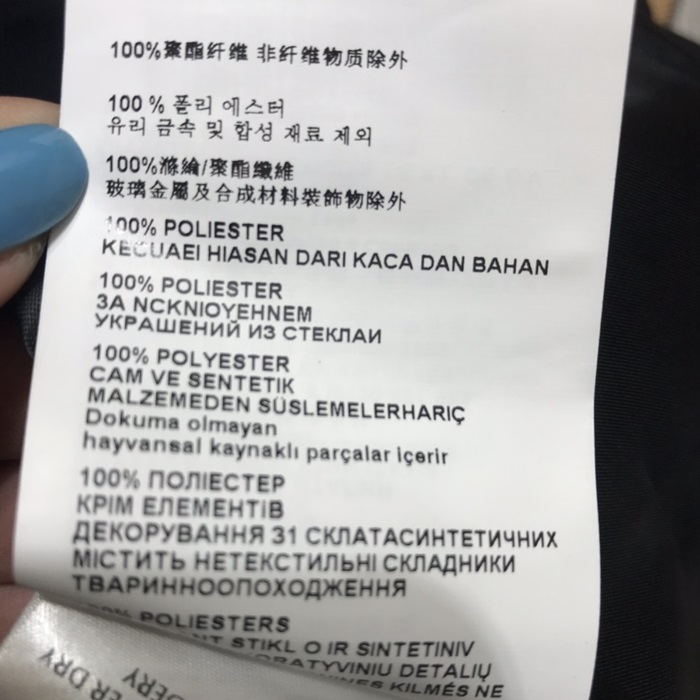 100%聚酯纤维 非纤维物质除外
100 % 폴리 에스터
유리 금속 및 합성 재료 제외
100%滌綸/聚酯纖維
玻璃金屬及合成材料裝飾物除外
100% POLIESTER
KECUAEI HIASAN DARI KACA DAN BAHAN
100% POLIESTER
ЗА NCKNIOYEHNEM
УКРАШЕНИЙ ИЗ СТЕКЛАИ
100% POLYESTER
CAM VE SENTETIK
MALZEMEDEN SÜSLEMELERHARIÇ
Dokuma olmayan
hayvansal kaynaklı parçalar içerir
100% ПОЛІЕСТЕР
КРІМ ЕЛЕМЕНТІВ
ДЕКОРУВАННЯ 31 СКЛАТАСИНТЕТИЧНИХ
МІСТИТЬ НЕТЕКСТИЛЬНІ СКЛАДНИКИ
ТВАРИННООПОХОДЖЕННЯ
POLIESTERS
STIKL O IR SINTETINIV
DETALIŲ
KILMÉS NE
DRY